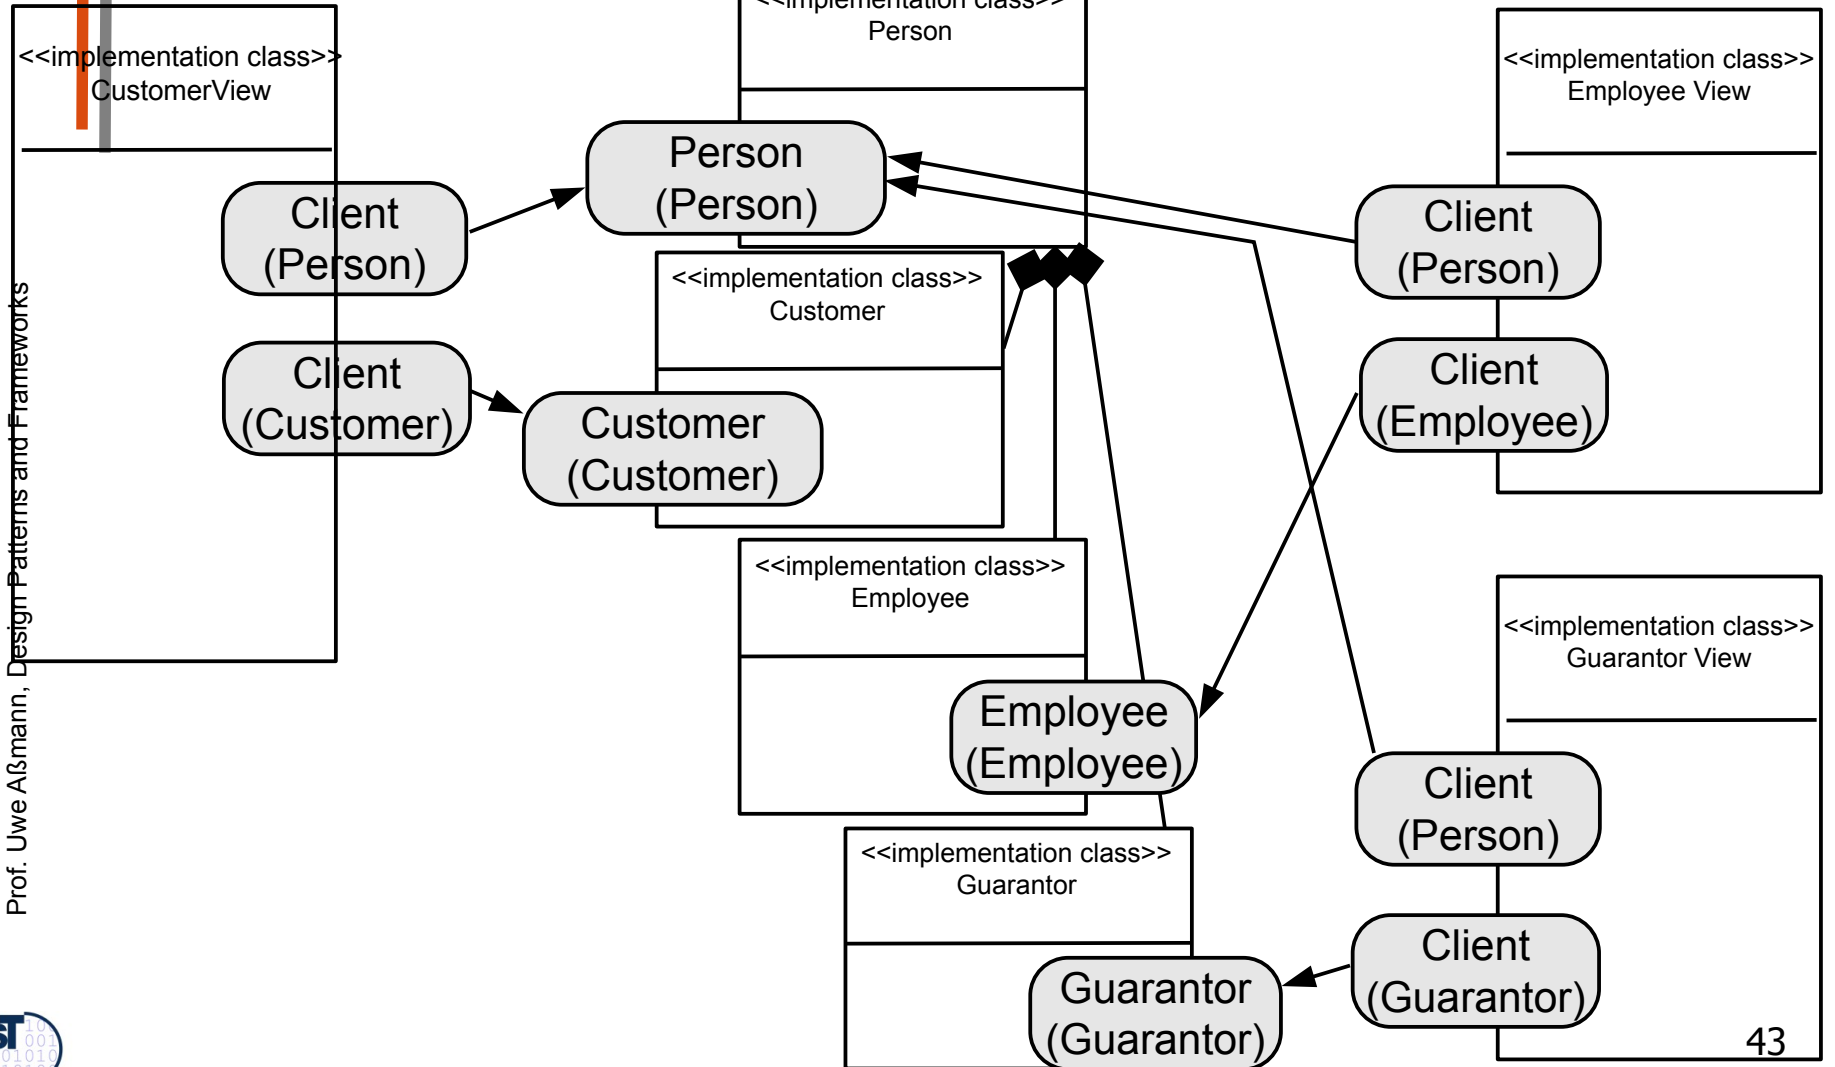 <<implementation class>>
CustomerView
<<implementation class>>
Person
<<implementation class>>
Employee View
Person
(Person)
Client
(Person)
Client
(Person)
<<implementation class>>
Customer
Client
(Customer)
Customer
(Customer)
Client
(Employee)
<<implementation class>>
Employee
Employee
(Employee)
<<implementation class>>
Guarantor View
Client
(Person)
<<implementation class>>
Guarantor
Guarantor
(Guarantor)
Client
(Guarantor)
Prof. Uwe Aßmann, Design Patterns and Frameworks
43